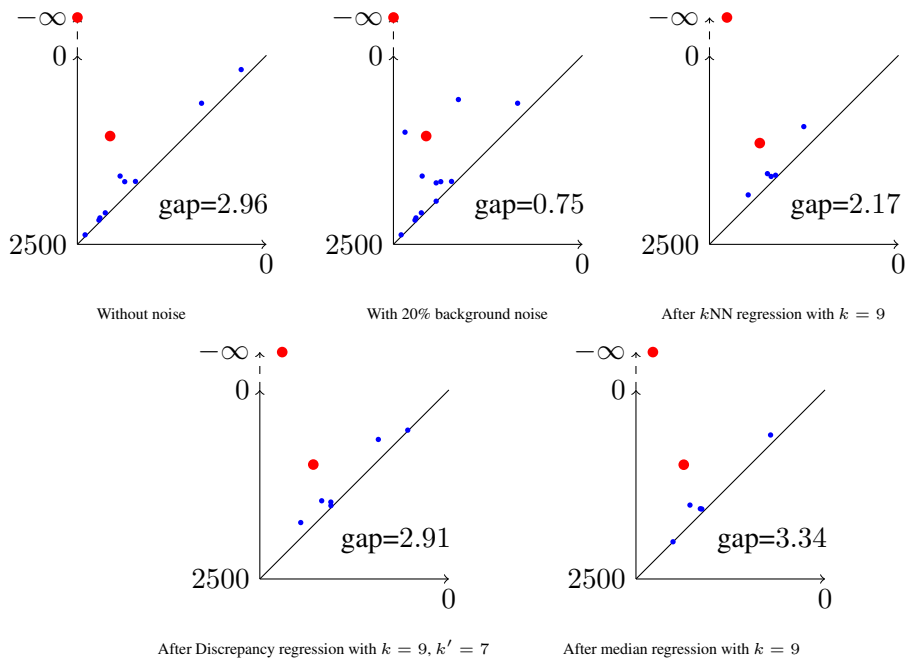 −∞
0
gap=2.96
2500
0
Without noise
−∞
0
gap=0.75
2500
0
With 20% background noise
−∞
0
gap=2.17
2500
0
After kNN regression with k = 9
−∞
0
gap=2.91
2500
0
After Discrepancy regression with k = 9, k′ = 7
−∞
0
gap=3.34
2500
0
After median regression with k = 9